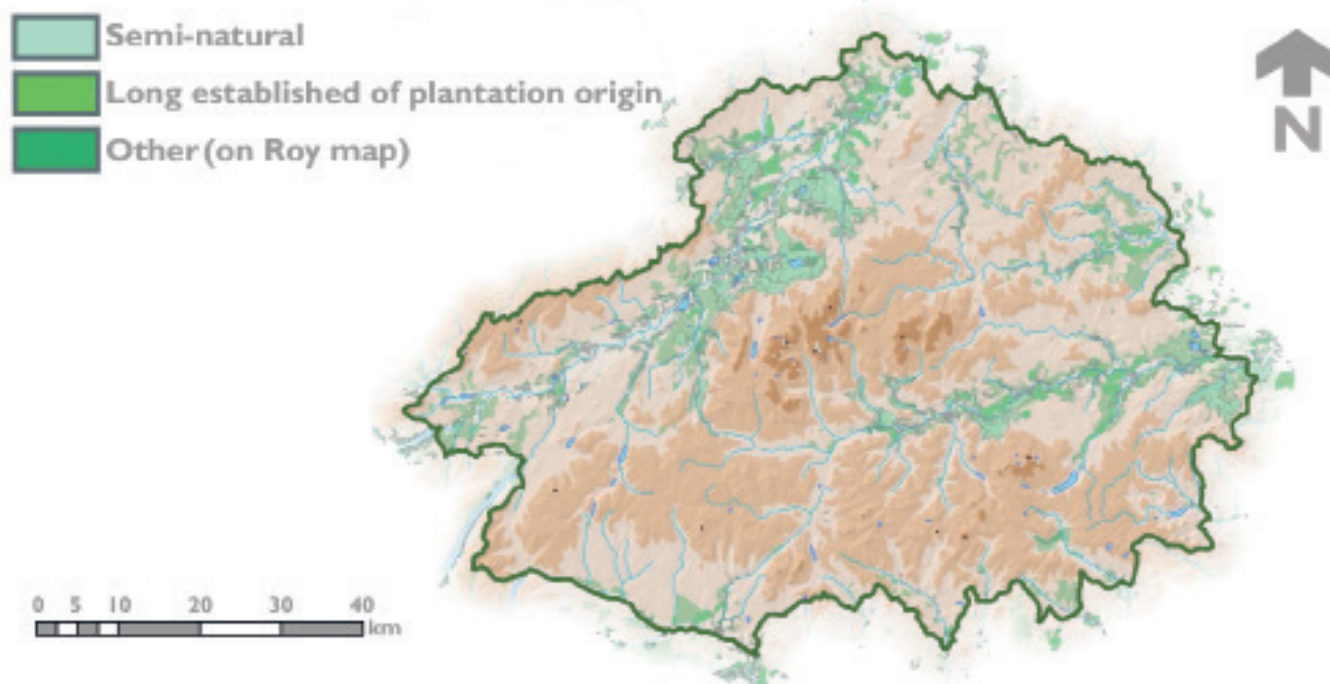 Semi-natural
Long established of plantation origin
Other (on Roy map)
N
0 5 10 20 30 40
km